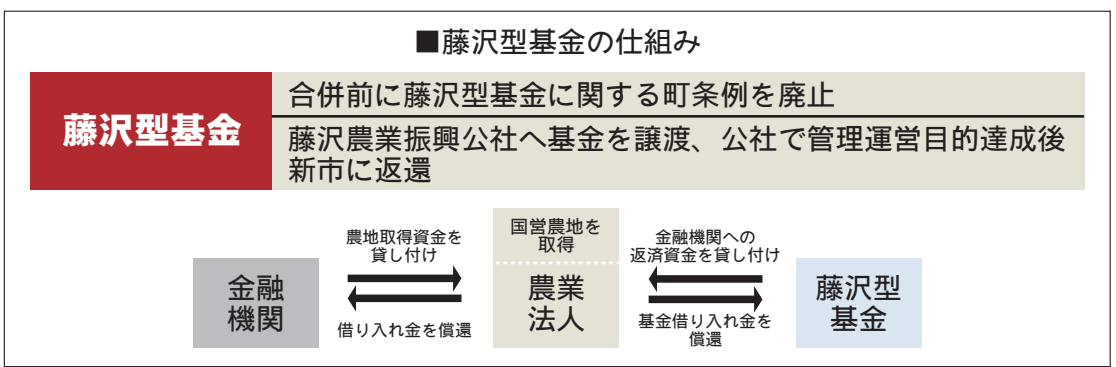 ■藤沢型基金の仕組み
藤沢型基金
合併前に藤沢型基金に関する町条例を廃止
藤沢農業振興公社へ基金を譲渡、公社で管理運営目的達成後
新市に返還
金融
機関
農地取得資金を
貸し付け
借り入れ金を償還
国営農地を
取得
農業
法人
金融機関への
返済資金を貸し付け
基金借り入れ金を
償還
藤沢型
基金